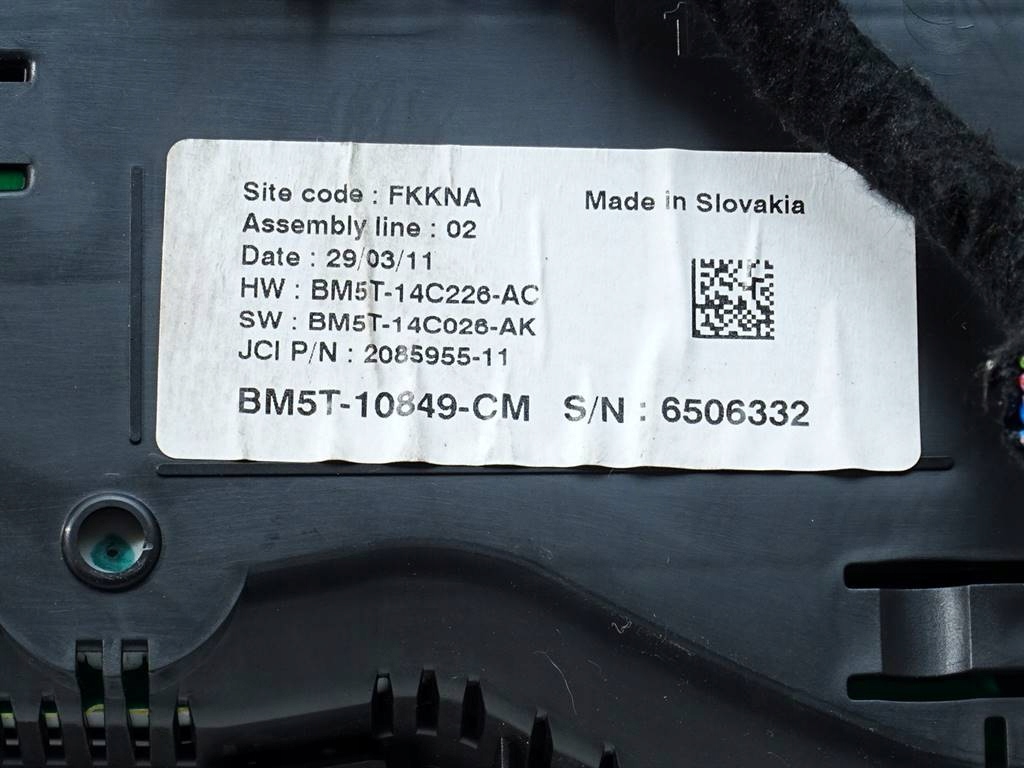 Site code : FKKNA
Made in Slovakia
Assembly line : 02
Date : 29/03/11
HW : BM5T-14C226-AC
SW : BM5T-14C026-AK
JCI P/N : 2085955-11
BM5T-10849-CM S/N : 6506332